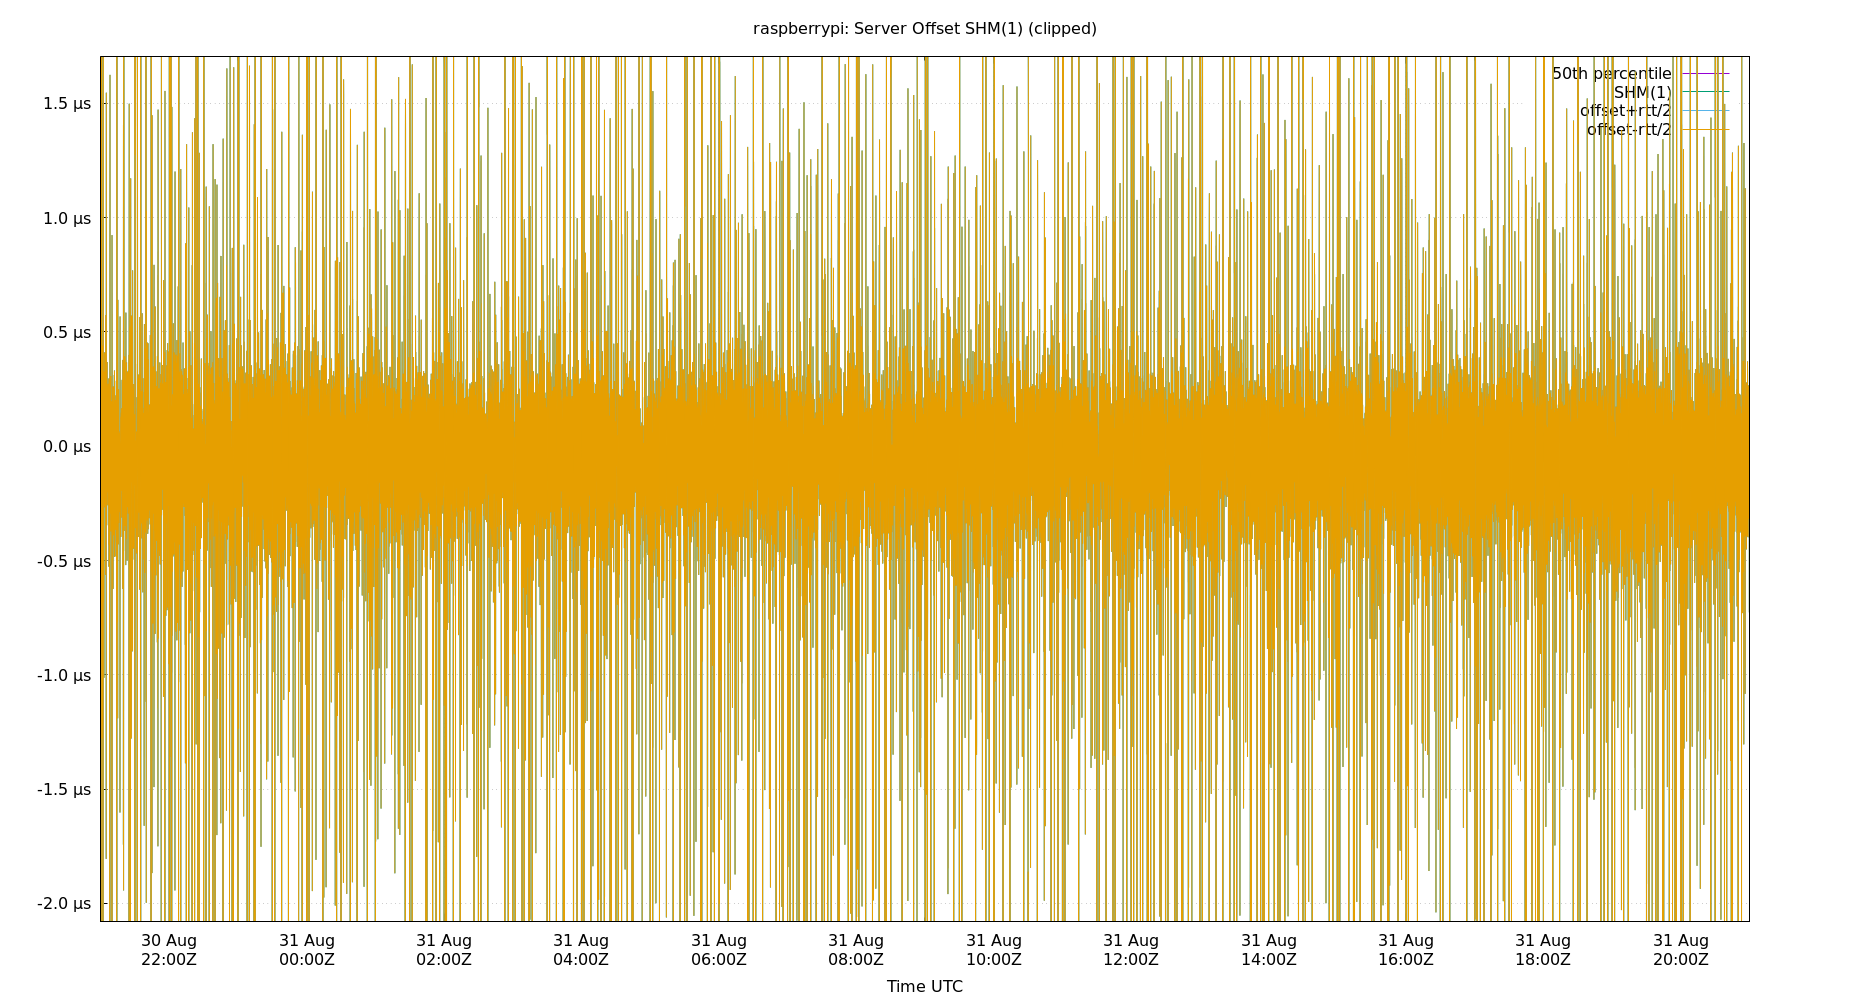 raspberrypi: Server Offset SHM(1) (clipped)
50th percentile
SHM(1)
offset+rtt/2
offset-rtt/2
1.5 µs
1.0 µs
0.5 µs
0.0 µs
-0.5 µs
-1.0 µs
-1.5 µs
-2.0 µs
30 Aug 31 Aug 31 Aug 31 Aug 31 Aug 31 Aug 31 Aug 31 Aug 31 Aug 31 Aug 31 Aug 31 Aug
22:00Z 00:00Z 02:00Z 04:00Z 06:00Z 08:00Z 10:00Z 12:00Z 14:00Z 16:00Z 18:00Z 20:00Z
Time UTC